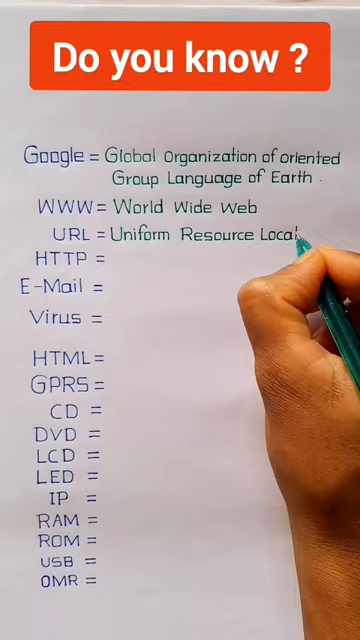 Do you know ?
Google = Global Organization of oriented
Group Language of Earth .
WWW = World Wide Web
URL = Uniform Resource Local
HTTP =
E-Mail =
Virus =
HTML =
GPRS =
CD =
DVD =
LCD =
LED =
IP =
RAM =
ROM =
USB =
OMR =